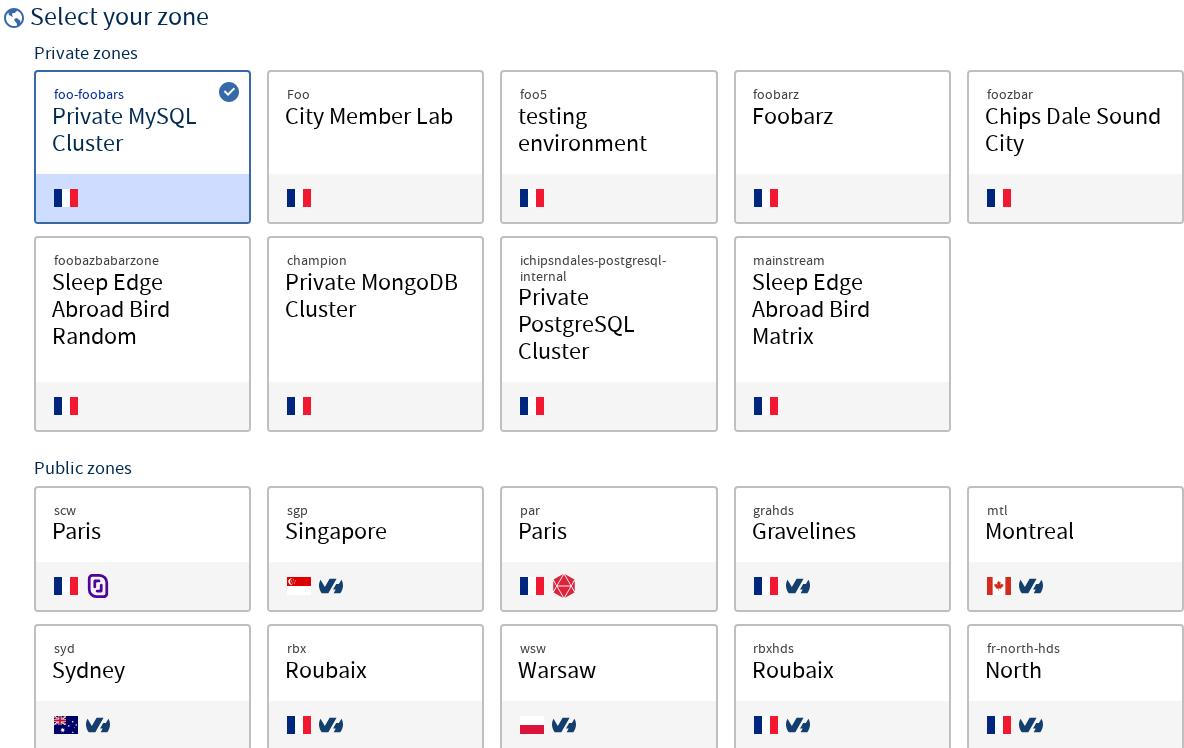 Select your zone
Private zones
foo-foobars
Private MySQL
Cluster
Foo
City Member Lab
foo5
testing
environment
foobarz
Foobarz
foozbar
Chips Dale Sound
City
foobazbabarzone
Sleep Edge
Abroad Bird
Random
champion
Private MongoDB
Cluster
ichipsndales-postgresql-
internal
Private
PostgreSQL
Cluster
mainstream
Sleep Edge
Abroad Bird
Matrix
Public zones
scw
Paris
sgp
Singapore
par
Paris
grahds
Gravelines
mtl
Montreal
syd
Sydney
rbx
Roubaix
wsw
Warsaw
rbxhds
Roubaix
fr-north-hds
North